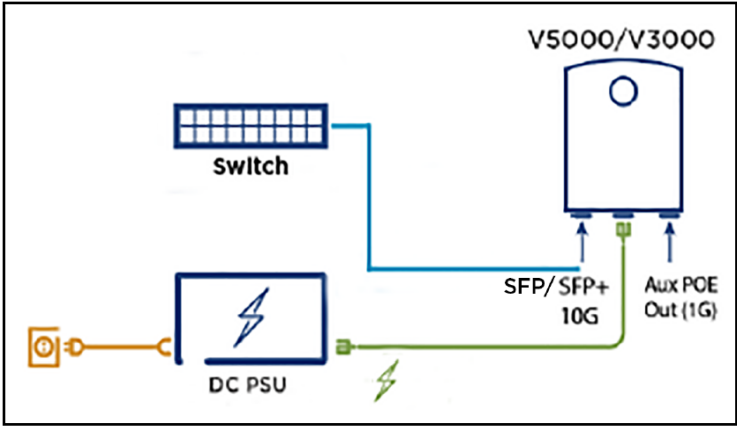 V5000/V3000
Switch
SFP/ SFP+
10G
Aux POE
Out (1G)
DC PSU